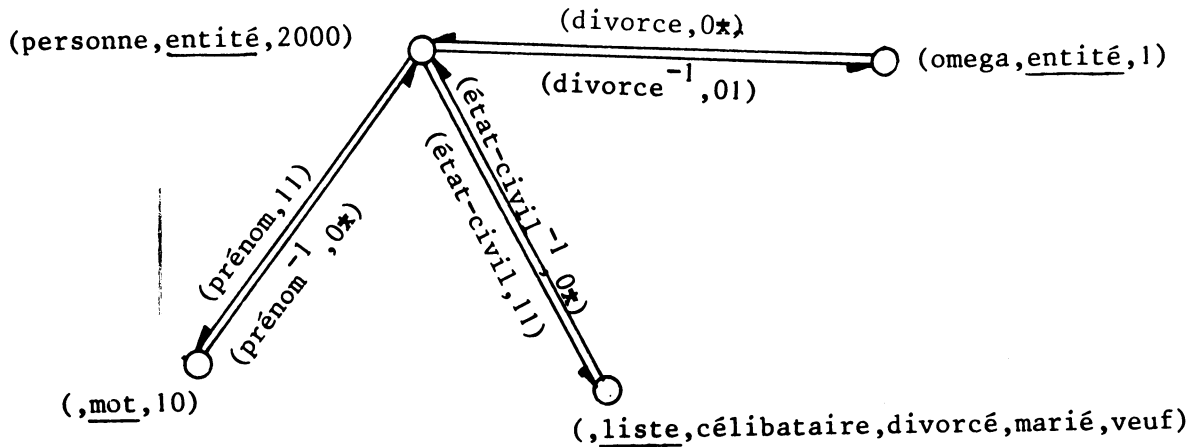 (divorce,0*)
(personne,entité,2000)
(omega,entité,1)
(divorce⁻¹,01)
(état-civil⁻¹,0*)
(état-civil,11)
(prénom,11)
(prénom⁻¹,0*)
(,mot,10)
(,liste,célibataire,divorcé,marié,veuf)